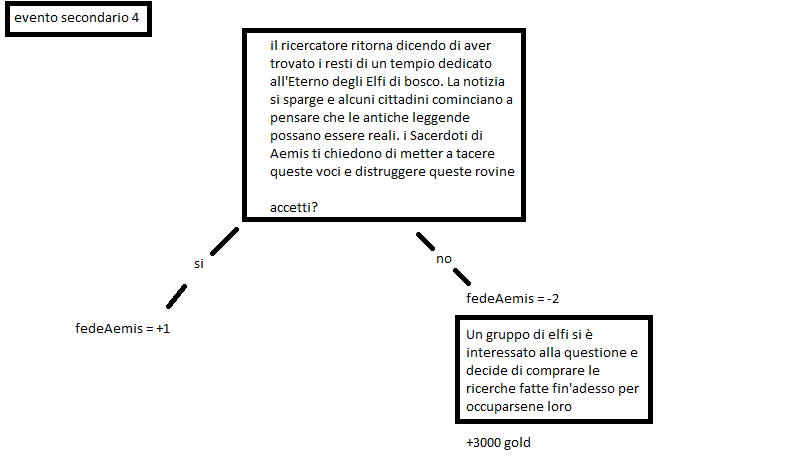 evento secondario 4
il ricercatore ritorna dicendo di aver
trovato i resti di un tempio dedicato
all'Eterno degli Elfi di bosco. La notizia
si sparge e alcuni cittadini cominciano a
pensare che le antiche leggende
possano essere reali. i Sacerdoti di
Aemis ti chiedono di metter a tacere
queste voci e distruggere queste rovine
accetti?
si
no
fedeAemis = +1
fedeAemis = -2
Un gruppo di elfi si è
interessato alla questione e
decide di comprare le
ricerche fatte fin'adesso per
occuparsene loro
+3000 gold